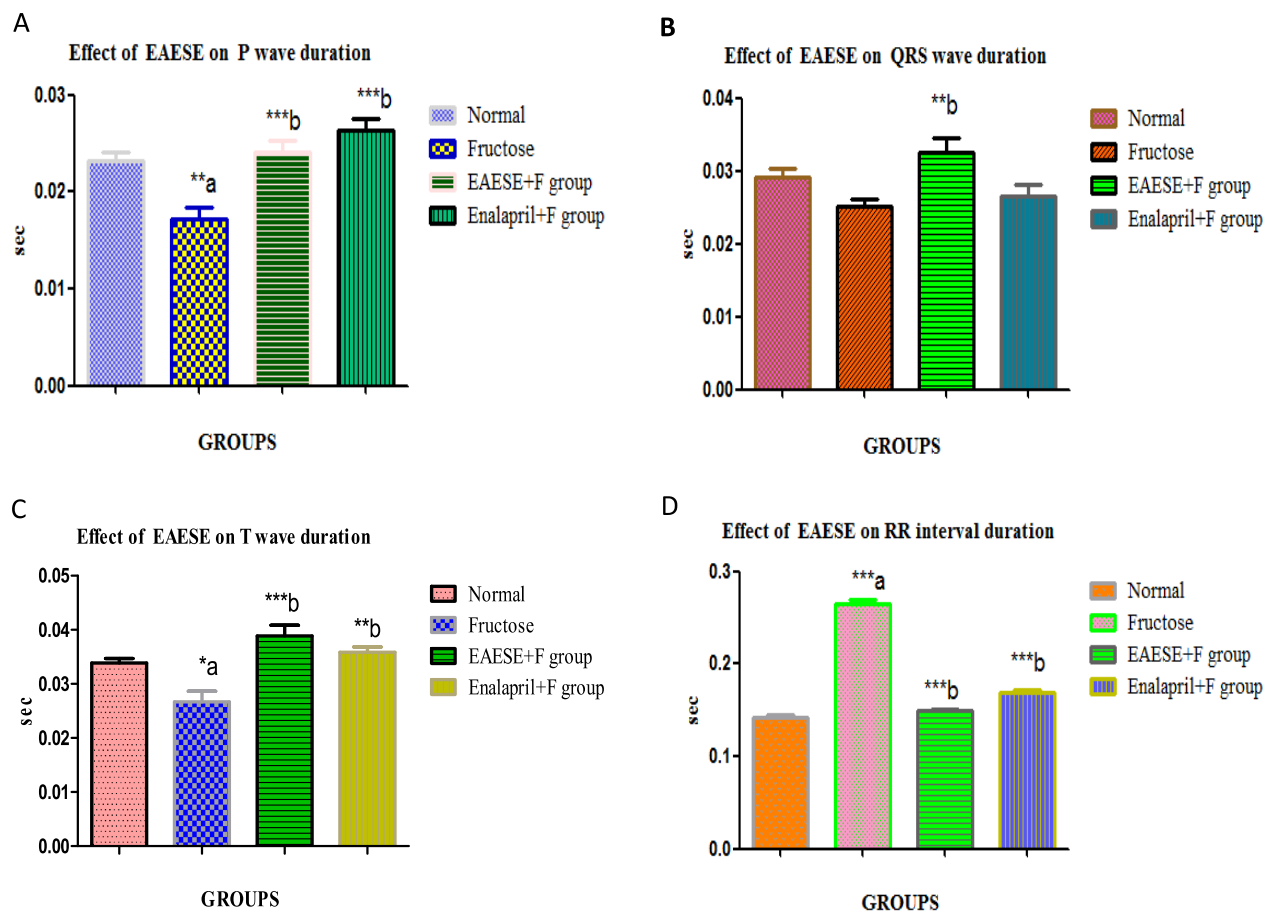 A
Effect of EAESE on P wave duration
0.03
0.02
0.01
0.00
sec
**a
***b
***b
GROUPS
Normal
Fructose
EAESE+F group
Enalapril+F group
B
Effect of EAESE on QRS wave duration
0.04
0.03
0.02
0.01
0.00
sec
**b
GROUPS
Normal
Fructose
EAESE+F group
Enalapril+F group
C
Effect of EAESE on T wave duration
0.05
0.04
0.03
0.02
0.01
0.00
sec
*a
***b
**b
GROUPS
Normal
Fructose
EAESE+F group
Enalapril+F group
D
Effect of EAESE on RR interval duration
0.3
0.2
0.1
0.0
sec
***a
***b
***b
GROUPS
Normal
Fructose
EAESE+F group
Enalapril+F group